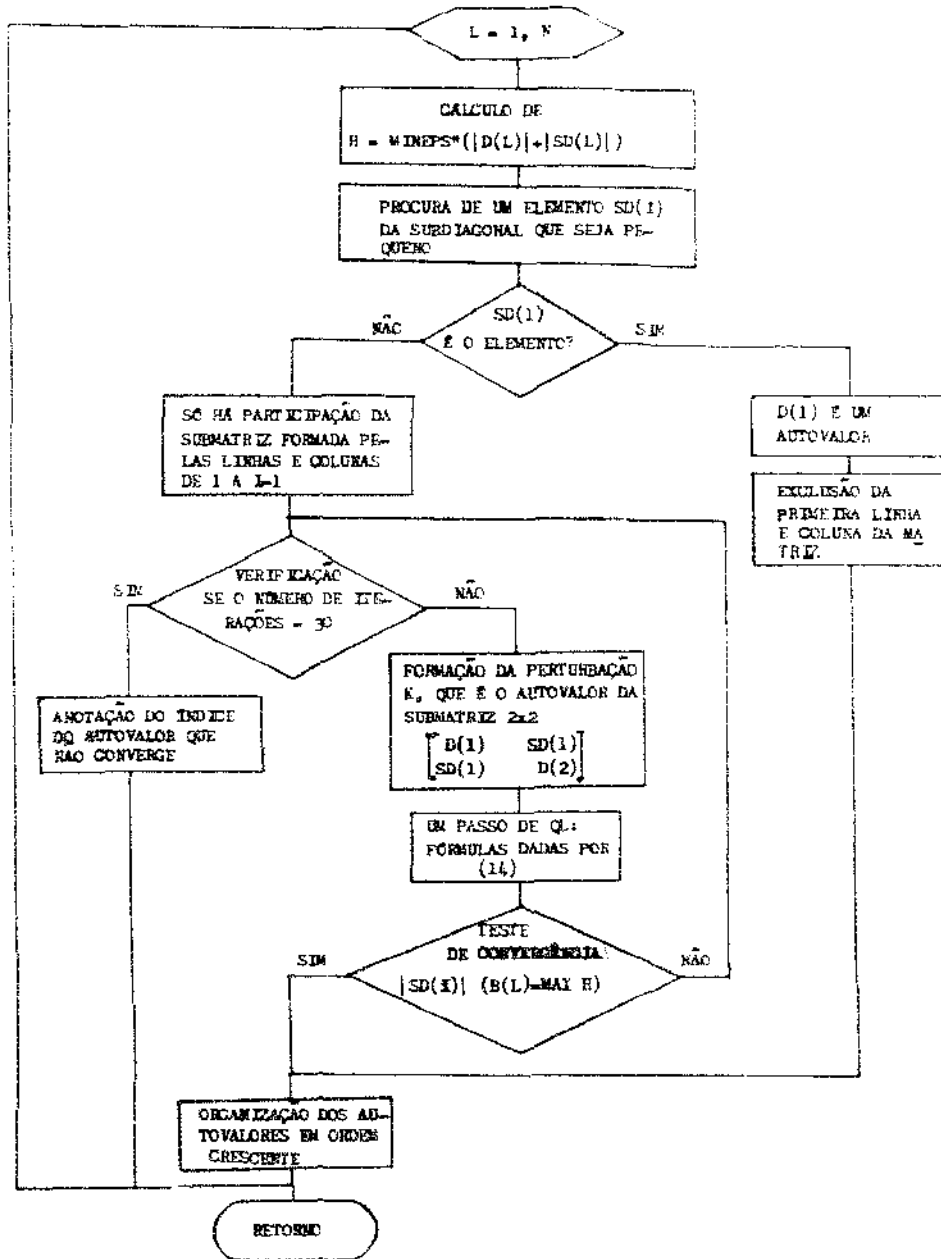 L = 1, N
CÁLCULO DE
H = MINEPS*(|D(L)|+|SD(L)|)
PROCURA DE UM ELEMENTO SD(I)
DA SUBDIAGONAL QUE SEJA PE-
QUENO
SD(1)
É O ELEMENTO?
NÃO
SIM
SÓ HÁ PARTICIPAÇÃO DA
SUBMATRIZ FORMADA PE-
LAS LINHAS E COLUNAS
DE 1 A I-1
D(1) É UM
AUTOVALOR
EXCLUSÃO DA
PRIMEIRA LINHA
E COLUNA DA MA
TRIZ
VERIFICAÇÃO
SE O NÚMERO DE ITE-
RAÇÕES = 30
SIM
NÃO
FORMAÇÃO DA PERTURBAÇÃO
K, QUE É O AUTOVALOR DA
SUBMATRIZ 2x2
D(1) SD(1)
SD(1) D(2)
ANOTAÇÃO DO ÍNDICE
DO AUTOVALOR QUE
NÃO CONVERGE
UM PASSO DE QL:
FÓRMULAS DADAS POR
(14)
TESTE
DE CONVERGÊNCIA
SIM
NÃO
(B(L)=MAX H)
ORGANIZAÇÃO DOS AU-
TOVALORES EM ORDEM
CRESCENTE
RETORNO